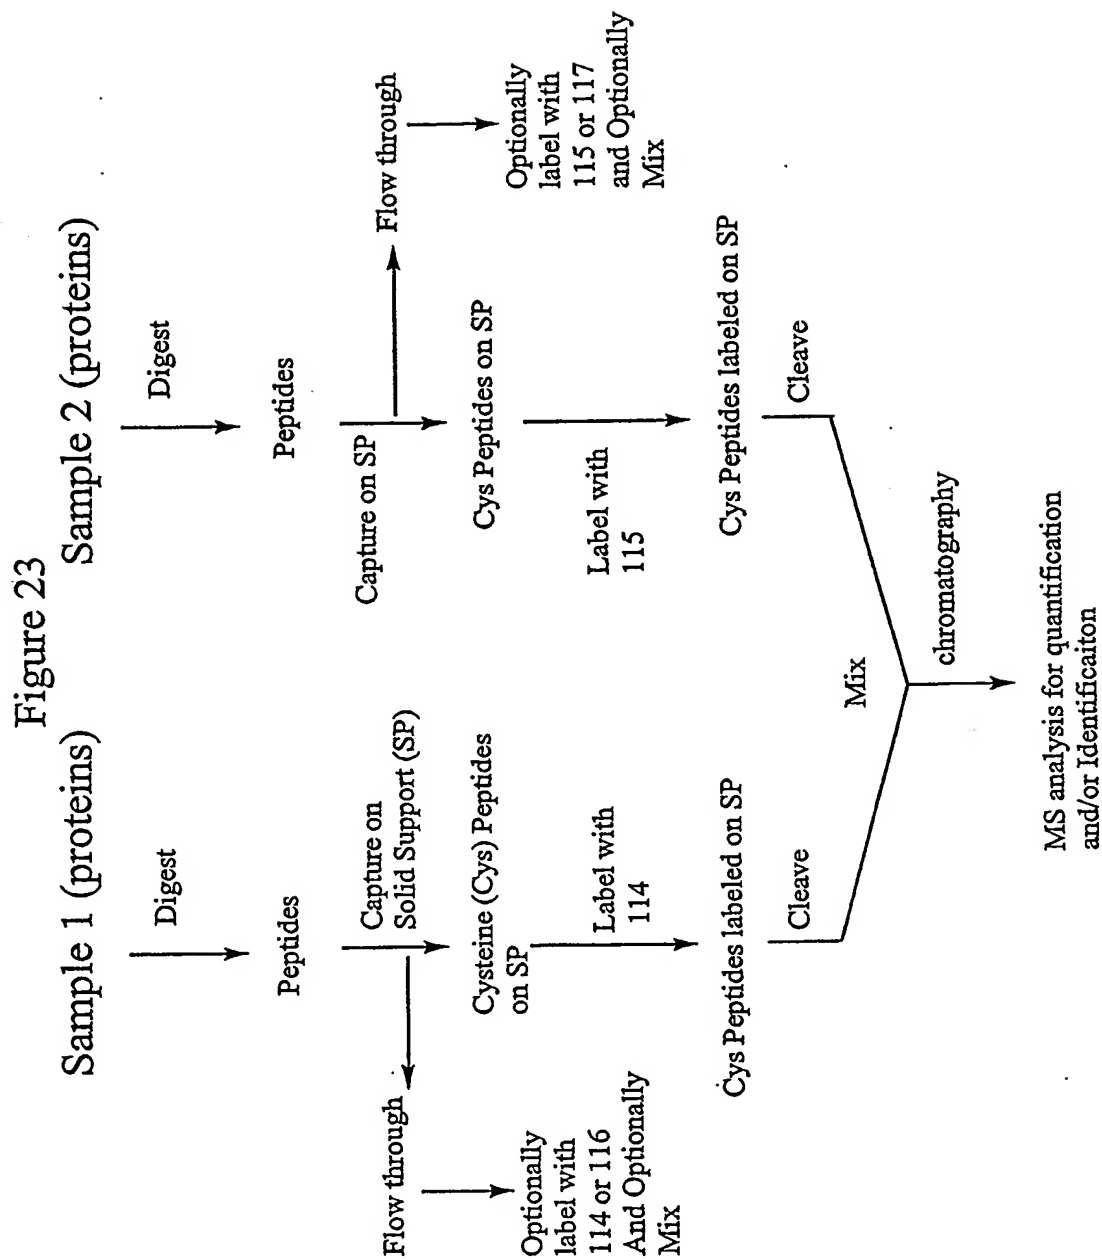 Figure 23
Sample 1 (proteins)
Digest
Peptides
Capture on
Solid Support (SP)
Flow through
Optionally
label with
114 or 116
And Optionally
Mix
Cysteine (Cys) Peptides
on SP
Label with
114
Cys Peptides labeled on SP
Cleave
Sample 2 (proteins)
Digest
Peptides
Capture on SP
Flow through
Optionally
label with
115 or 117
and Optionally
Mix
Cys Peptides on SP
Label with
115
Cys Peptides labeled on SP
Cleave
Mix
chromatography
MS analysis for quantification
and/or Identificaiton